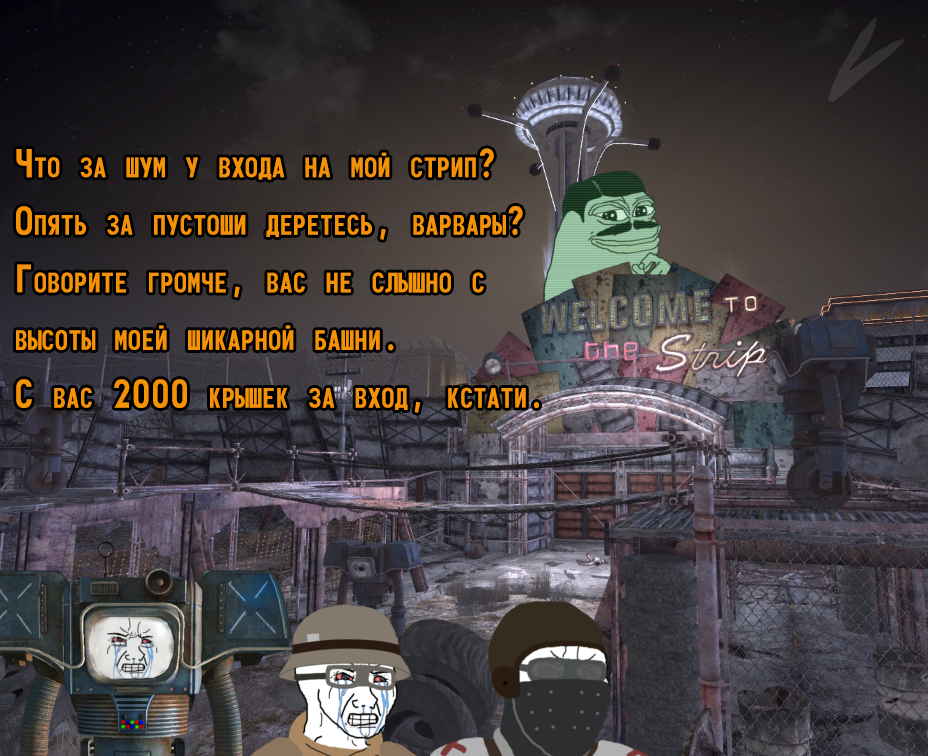 Что за шум у входа на мой стрип?
Опять за пустоши деретесь, варвары?
Говорите громче, вас не слышно с
высоты моей шикарной башни.
С вас 2000 крышек за вход, кстати.
WELCOME TO
the Strip